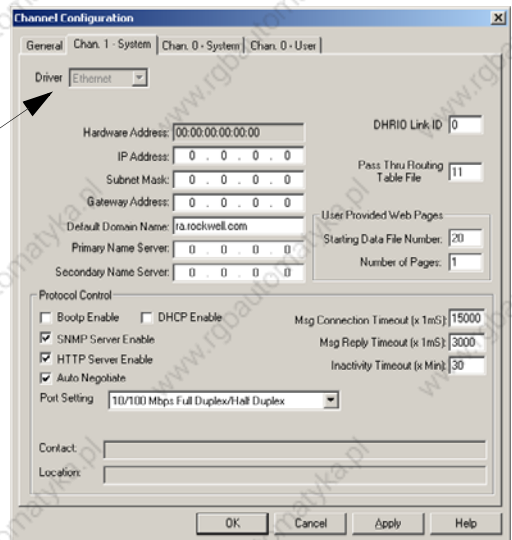 Channel Configuration
General Chan. 1 - System Chan. 0 - System Chan. 0 - User
Driver Ethernet
Hardware Address: 00:00:00:00:00:00
IP Address: 0 . 0 . 0 . 0
Subnet Mask: 0 . 0 . 0 . 0
Gateway Address: 0 . 0 . 0 . 0
Default Domain Name: ra.rockwell.com
Primary Name Server: 0 . 0 . 0 . 0
Secondary Name Server: 0 . 0 . 0 . 0
DHRIO Link ID 0
Pass Thru Routing
Table File 11
User Provided Web Pages
Starting Data File Number: 20
Number of Pages: 1
Protocol Control
Bootp Enable DHCP Enable
SNMP Server Enable
HTTP Server Enable
Auto Negotiate
Msg Connection Timeout (x 1mS): 15000
Msg Reply Timeout (x 1mS): 3000
Inactivity Timeout (x Min): 30
Port Setting 10/100 Mbps Full Duplex/Half Duplex
Contact:
Location:
OK Cancel Apply Help
www.rgbautomatyka.pl